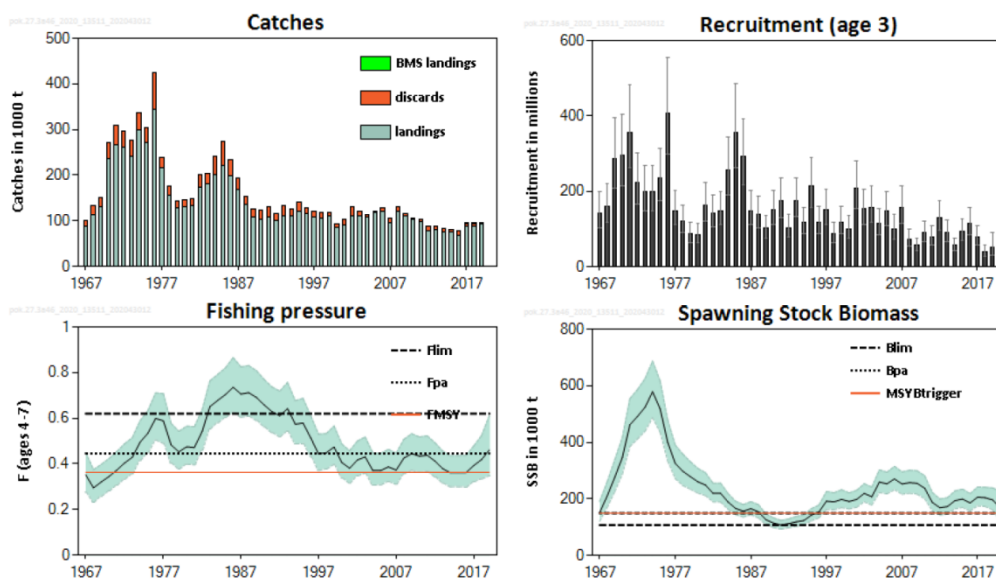 Catches
Catches in 1000 t
600
500
400
300
200
100
0
BMS landings
discards
landings
1967
1977
1987
1997
2007
2017
Recruitment (age 3)
Recruitment in millions
600
400
200
0
1967
1977
1987
1997
2007
2017
Fishing pressure
F (ages 4-7)
1
0.8
0.6
0.4
0.2
0
Flim
Fpa
FMSY
1967
1977
1987
1997
2007
2017
Spawning Stock Biomass
SSB in 1000 t
800
600
400
200
0
Blim
Bpa
MSYBtrigger
1967
1977
1987
1997
2007
2017